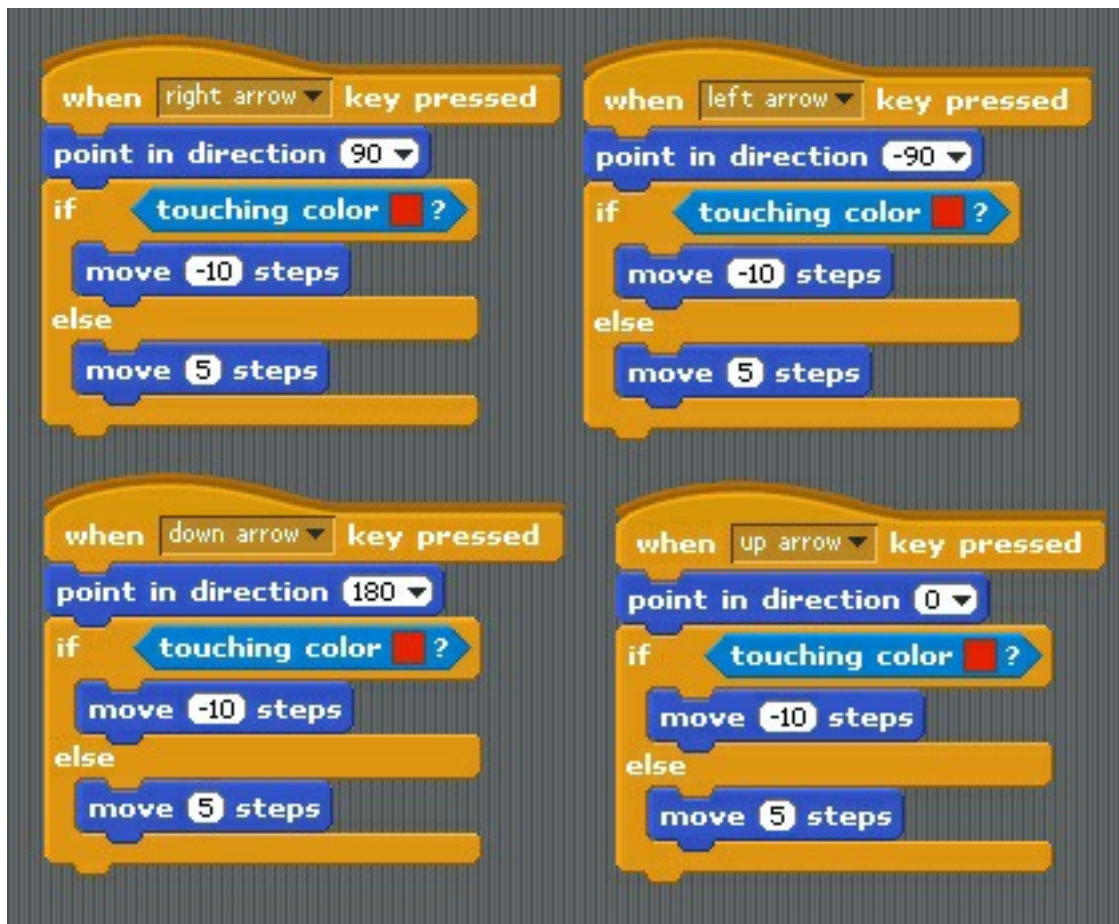 when right arrow key pressed
point in direction 90
if touching color ?
move -10 steps
else
move 5 steps
when left arrow key pressed
point in direction -90
if touching color ?
move -10 steps
else
move 5 steps
when down arrow key pressed
point in direction 180
if touching color ?
move -10 steps
else
move 5 steps
when up arrow key pressed
point in direction 0
if touching color ?
move -10 steps
else
move 5 steps